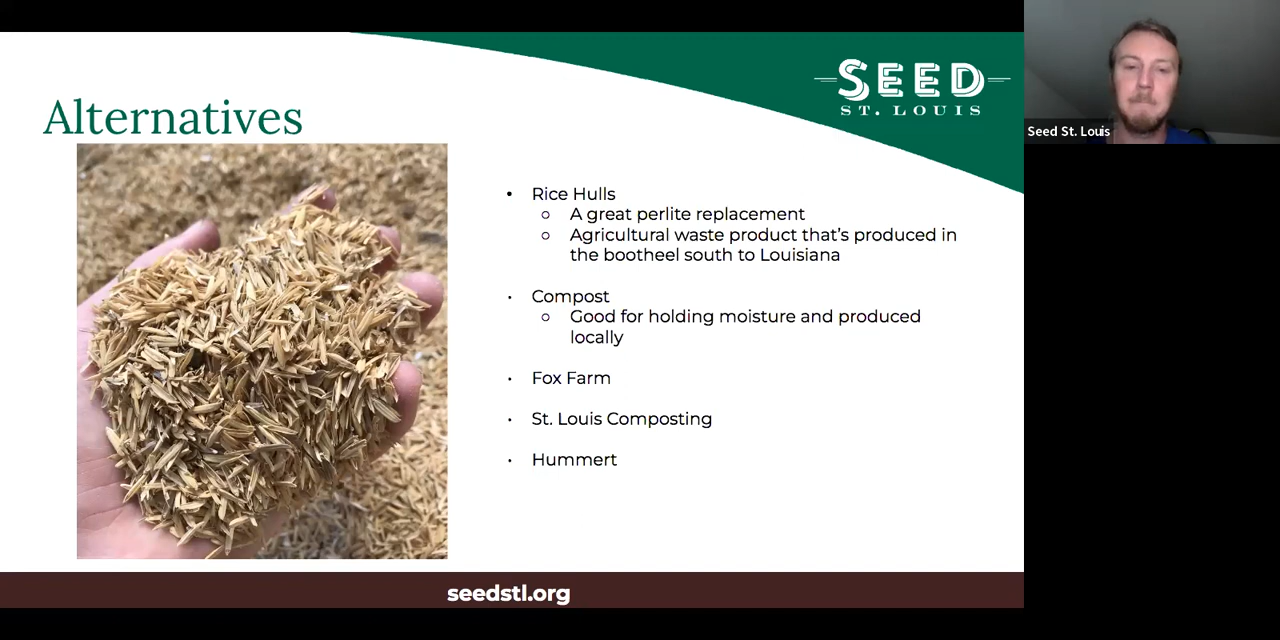 SEED
ST. LOUIS
Alternatives
Seed St. Louis
• Rice Hulls
○ A great perlite replacement
○ Agricultural waste product that’s produced in
the bootheel south to Louisiana
• Compost
○ Good for holding moisture and produced
locally
• Fox Farm
• St. Louis Composting
• Hummert
seedstl.org